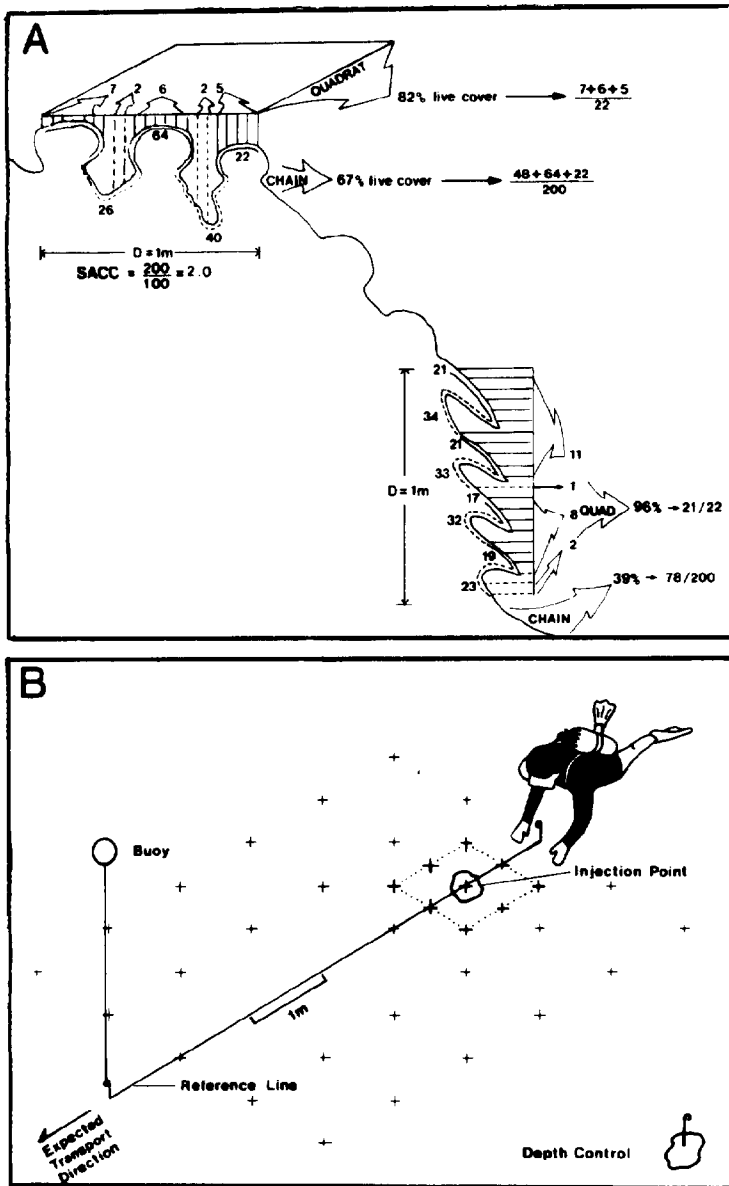 A
7 2 6 2 5
QUADRAT
82% live cover
7+6+5
22
64
22
CHAIN
67% live cover
48+64+22
200
26
40
D = 1m
SACC = 200 = 2.0
100
21
34
21
33
D = 1m
17
32
19
23
11
1
8
QUAD
96% → 21/22
2
39% → 78/200
CHAIN
B
Buoy
Injection Point
1m
Reference Line
Expected
Transport
Direction
Depth Control